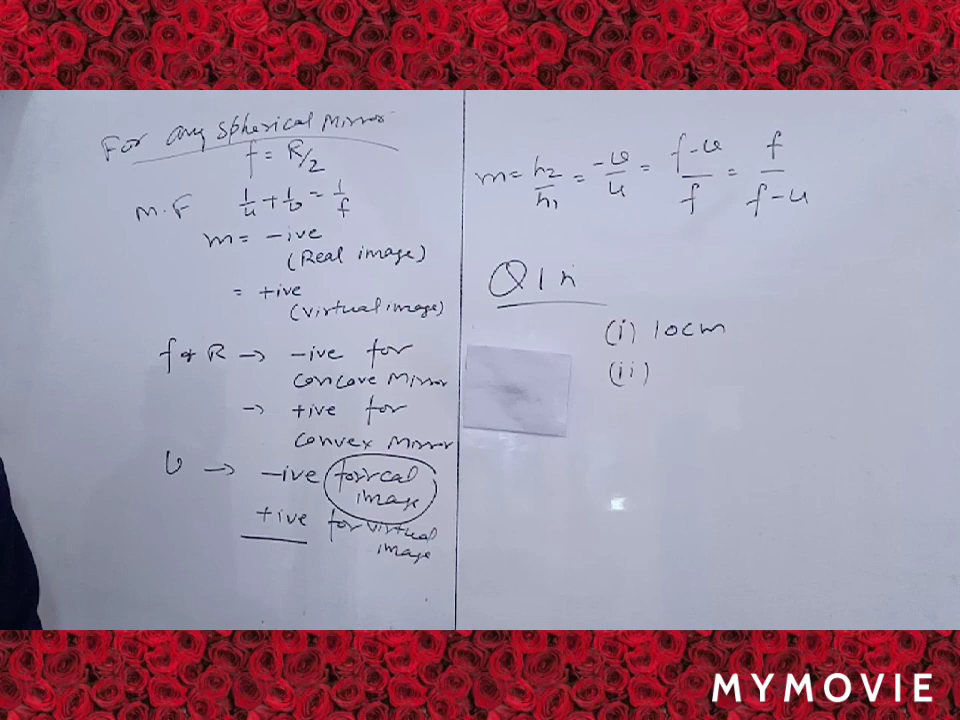 For any spherical Mirror
f = R/2
M.F 1/u + 1/v = 1/f
m = -ive
(Real image)
= +ive
(virtual image)
f & R → -ive for
concave Mirror
→ +ive for
convex Mirror
v → -ive for real
image
+ive for virtual
image
m = h2/h1 = -v/u = f-v/f = f/f-u
Q1
(i) 10cm
(ii)
MYMOVIE